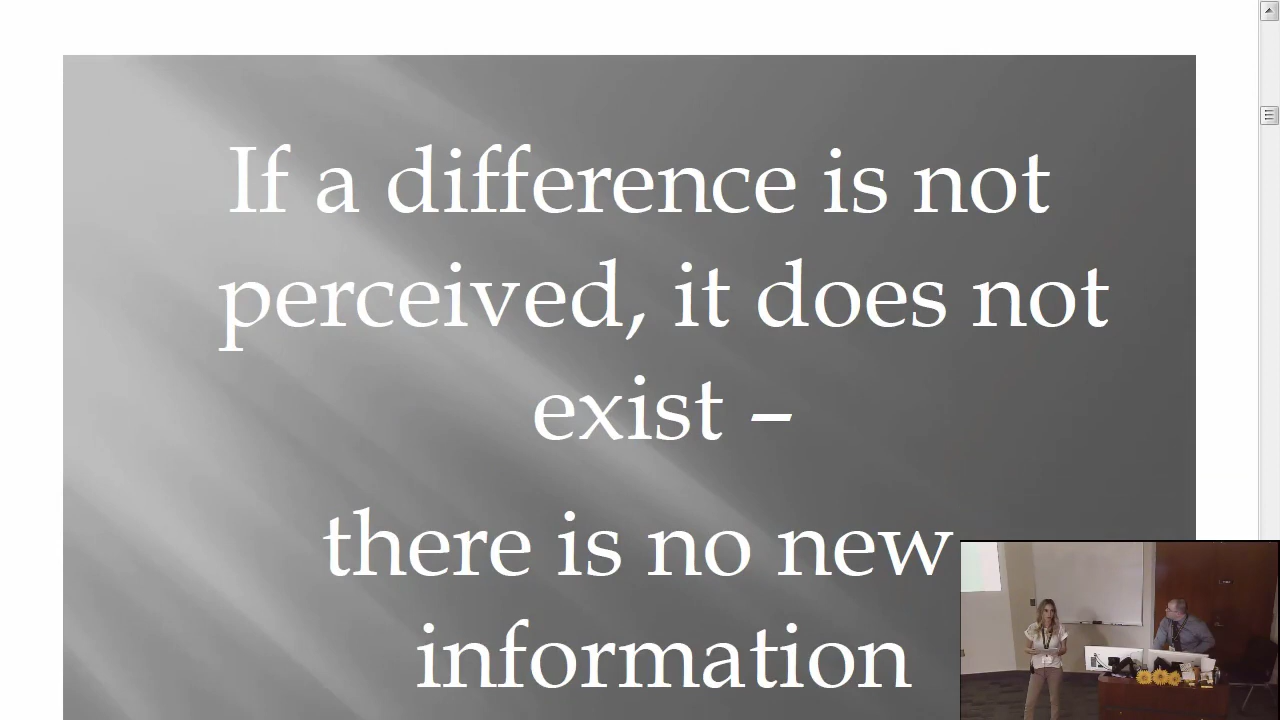 If a difference is not
perceived, it does not
exist –
there is no new
information